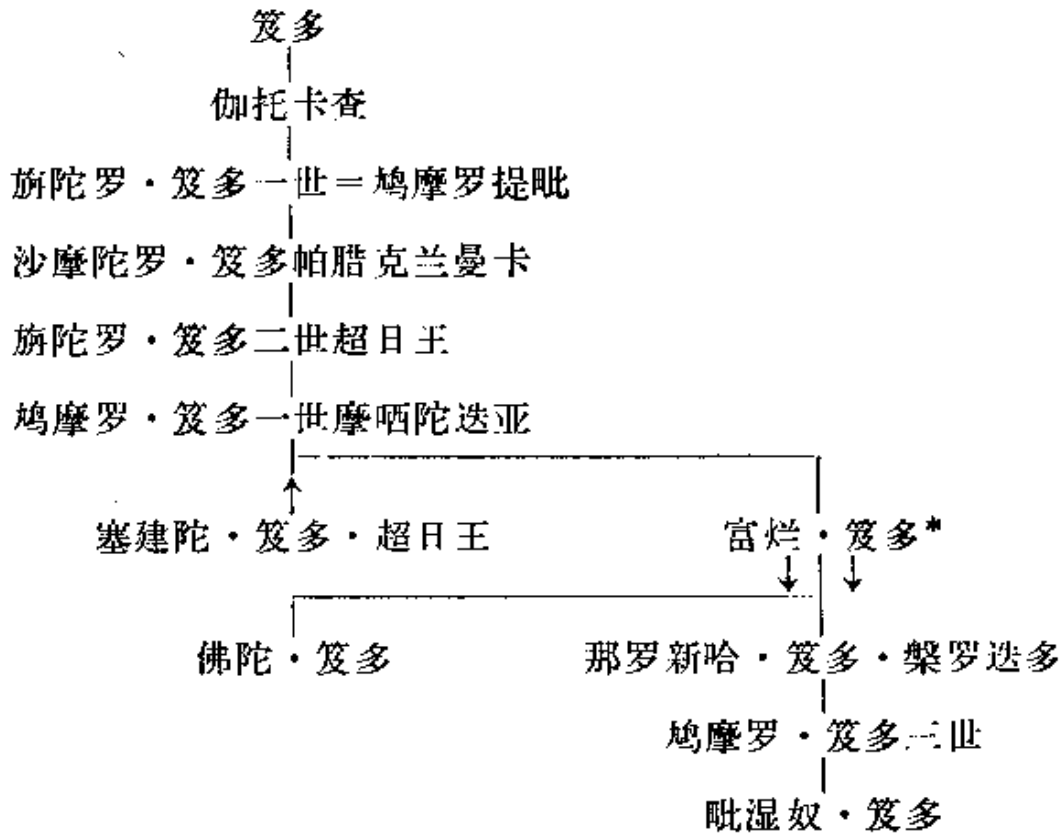 笈多
伽托卡查
旃陀罗·笈多一世=鸠摩罗提毗
沙摩陀罗·笈多帕腊克兰曼卡
旃陀罗·笈多二世超日王
鸠摩罗·笈多一世摩哂陀迭亚
塞建陀·笈多·超日王
富烂·笈多*
佛陀·笈多
那罗新哈·笈多·槃罗迭多
鸠摩罗·笈多三世
毗湿奴·笈多